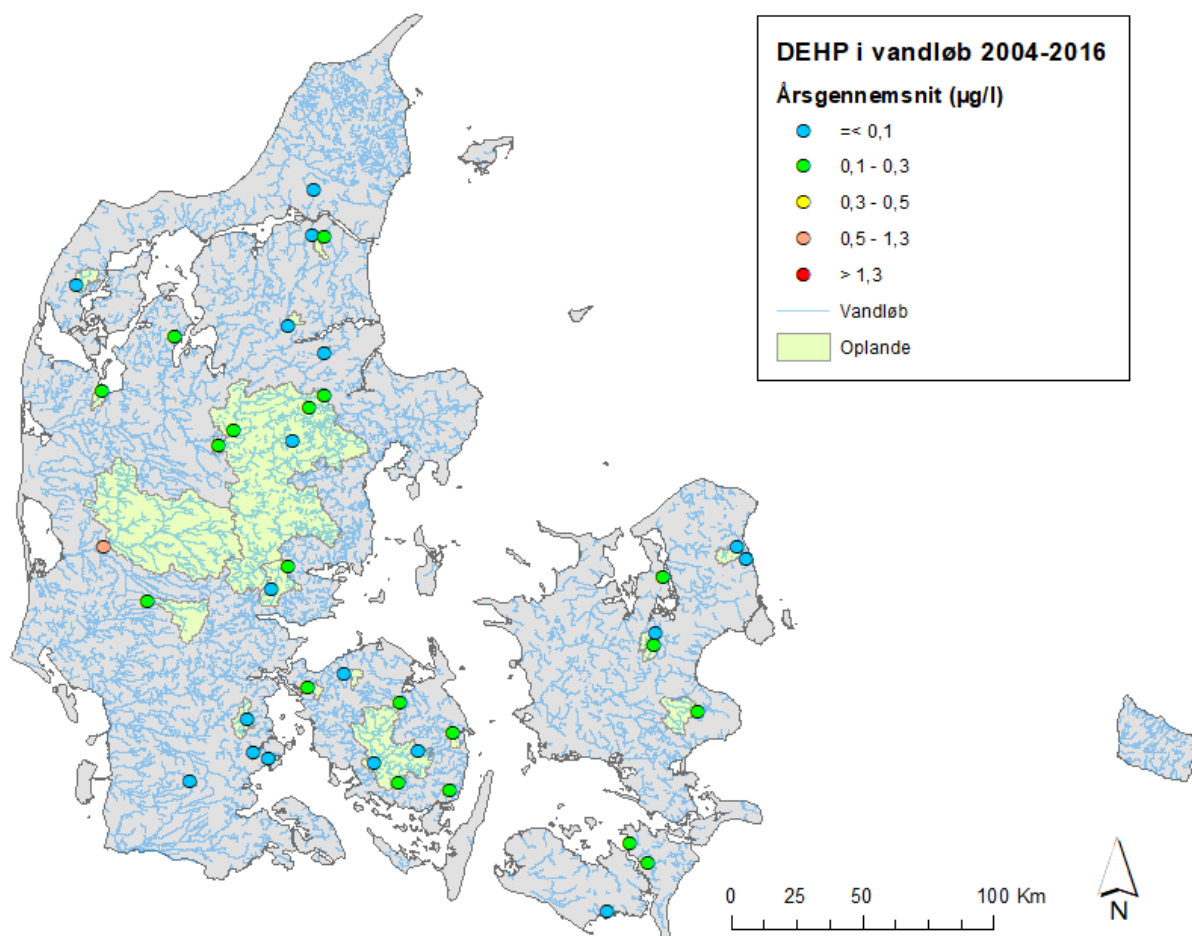 DEHP i vandløb 2004-2016
Årsgennemsnit (µg/l)
=< 0,1
0,1 - 0,3
0,3 - 0,5
0,5 - 1,3
> 1,3
Vandløb
Oplande
0 25 50 100 Km
N